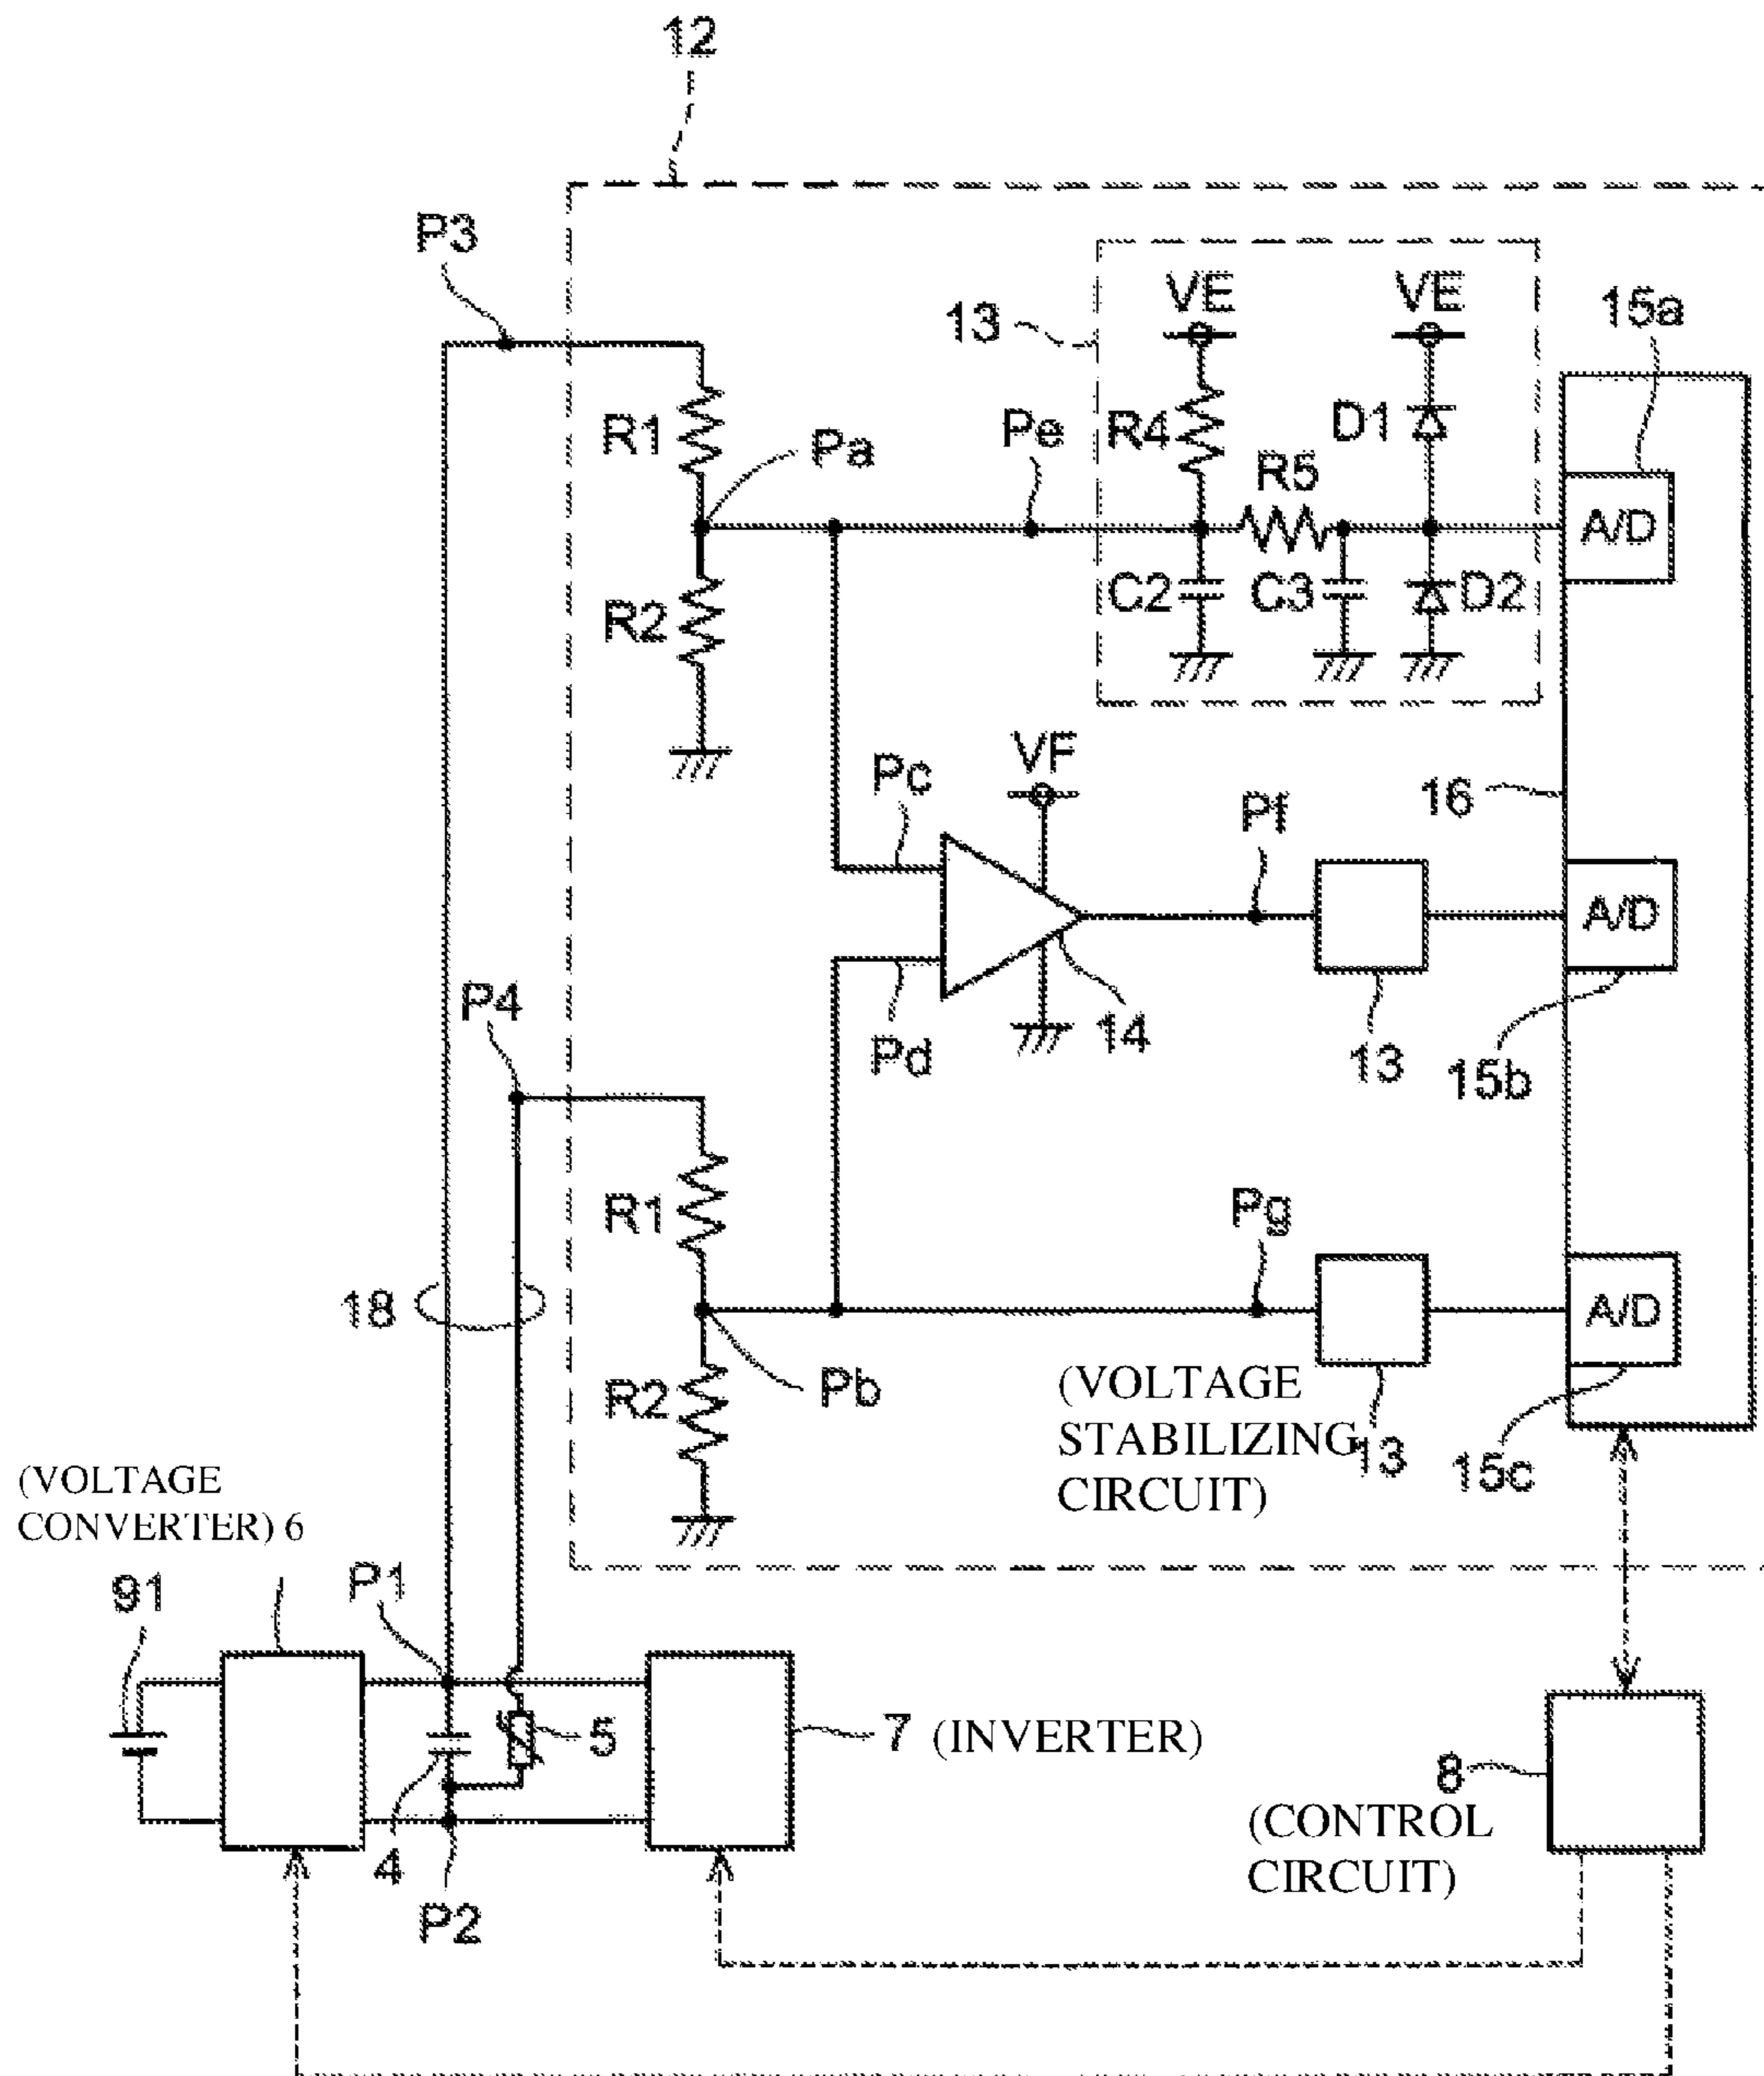 12
P3
VE
VE
13
15a
R1
Pa
Pe
R4
D1
R5
A/D
R2
C2
C3
D2
VF
Pc
16
Pf
A/D
P4
Pd
14
13
15b
R1
Pg
18
A/D
R2
Pb
(VOLTAGE
STABILIZING
CIRCUIT)
13
15c
(VOLTAGE
CONVERTER) 6
91
P1
5
7 (INVERTER)
8
4
(CONTROL
CIRCUIT)
P2